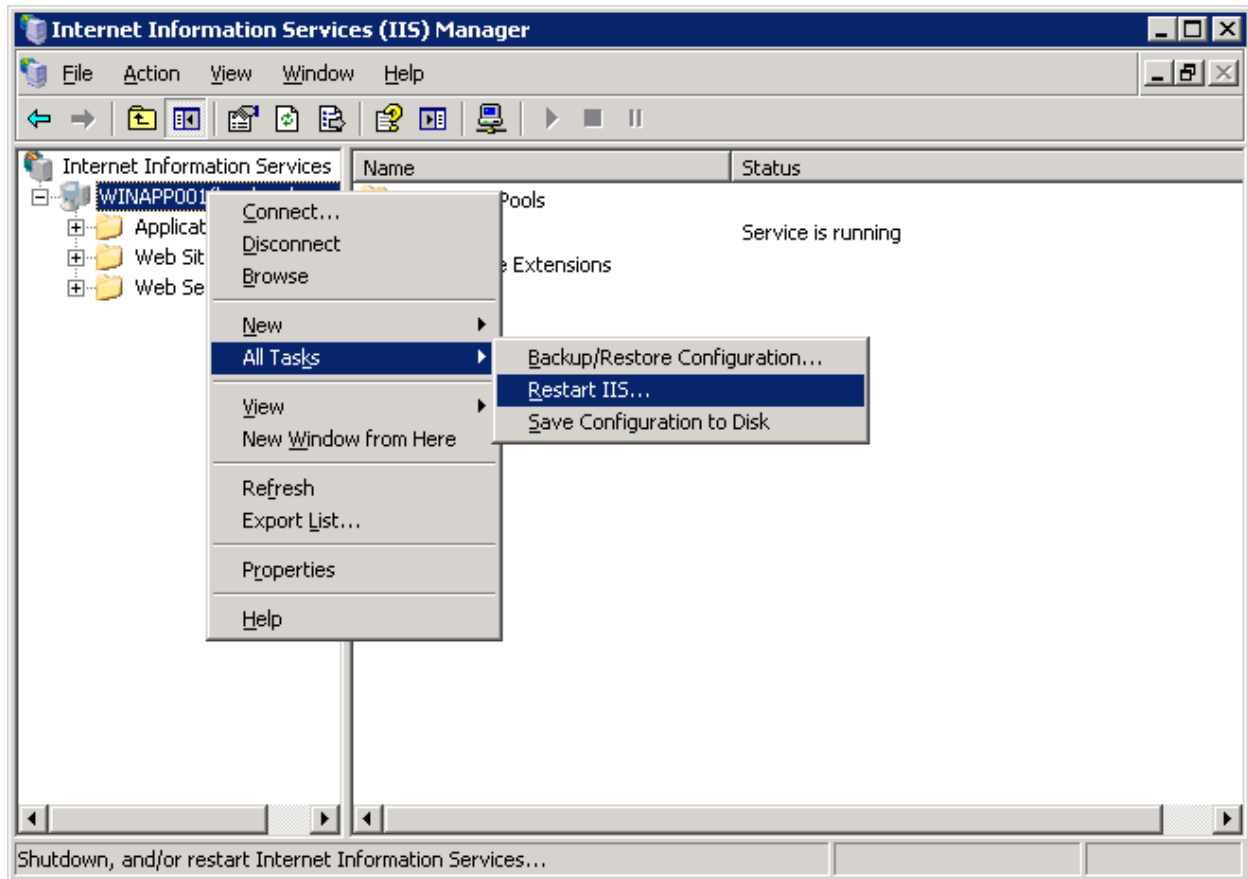 Internet Information Services (IIS) Manager
File Action View Window Help
Internet Information Services
Name Status
WINAPP001
Pools
Service is running
Extensions
Connect...
Disconnect
Browse
New
All Tasks
View
New Window from Here
Refresh
Export List...
Properties
Help
Backup/Restore Configuration...
Restart IIS...
Save Configuration to Disk
Applicat
Web Sit
Web Se
Shutdown, and/or restart Internet Information Services...